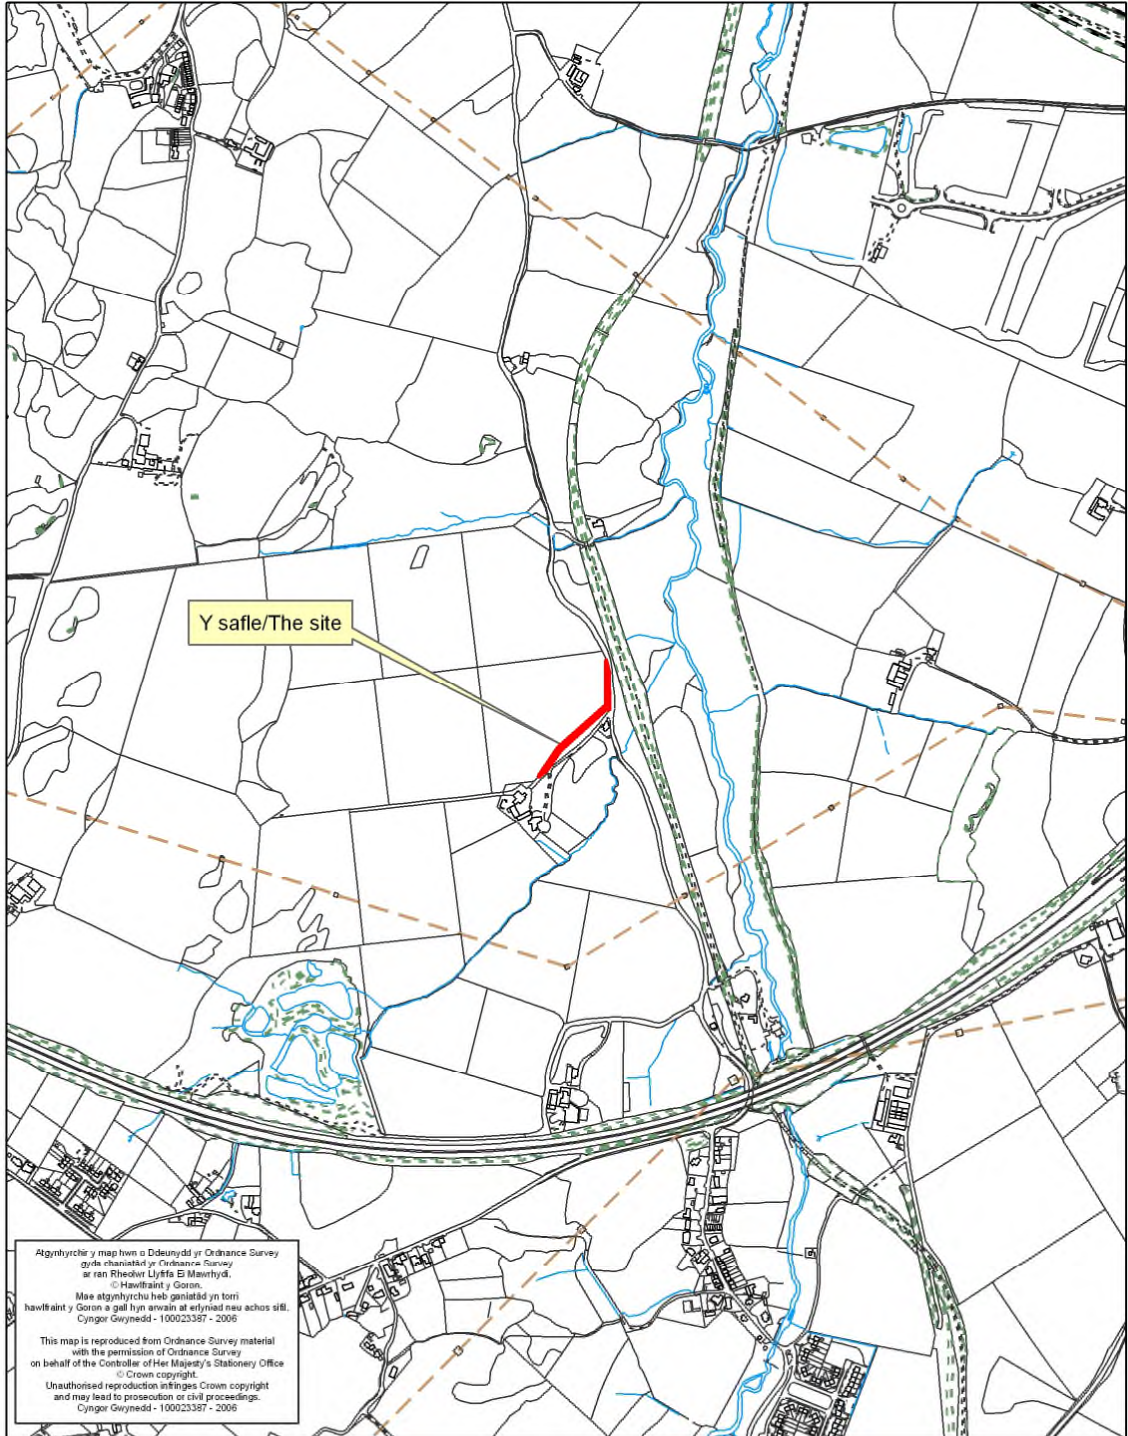 Y safle/The site
Atgynhyrchir y map hwn o Ddeunydd yr Ordnance Survey
gyda chaniatâd yr Ordnance Survey
ar ran Rheolwr Llyfrfa Ei Mawrhydi.
© Hawlfraint y Goron.
Mae atgynhyrchu heb ganiatâd yn torri
hawlfraint y Goron a gall hyn arwain at erlyniad neu achos sifil.
Cyngor Gwynedd - 100023387 - 2006
This map is reproduced from Ordnance Survey material
with the permission of Ordnance Survey
on behalf of the Controller of Her Majesty's Stationery Office
© Crown copyright.
Unauthorised reproduction infringes Crown copyright
and may lead to prosecution or civil proceedings.
Cyngor Gwynedd - 100023387 - 2006